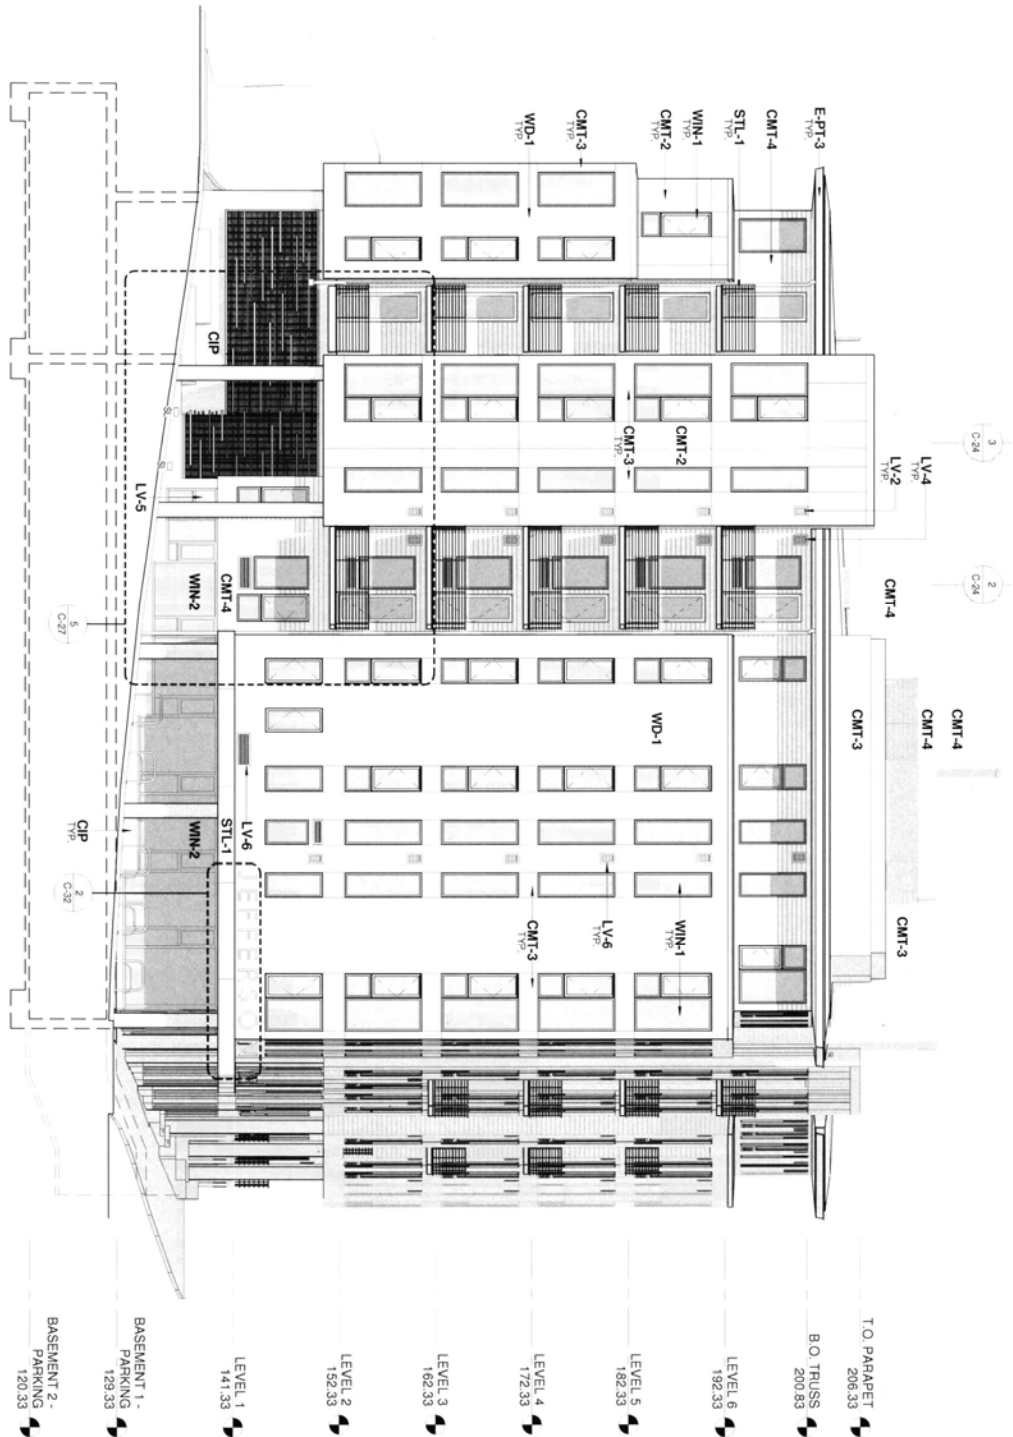 3
C-24
2
C-24
CMT-4
CMT-4
CMT-3
LV-4
TYP.
LV-2
TYP.
CMT-4
CMT-3
E-PT-3
TYP.
CMT-4
STL-1
TYP.
WIN-1
TYP.
CMT-2
TYP.
CMT-3
TYP.
WD-1
TYP.
CMT-2
CMT-3
TYP.
WD-1
WIN-1
TYP.
LV-6
TYP.
CMT-3
TYP.
LV-6
JEFFERSO
STL-1
CMT-4
WIN-2
WIN-2
CIP
LV-5
CIP
TYP.
5
C-27
2
C-32
T.O. PARAPET
206.33
B.O. TRUSS
200.83
LEVEL 6
192.33
LEVEL 5
182.33
LEVEL 4
172.33
LEVEL 3
162.33
LEVEL 2
152.33
LEVEL 1
141.33
BASEMENT 1 -
PARKING
129.33
BASEMENT 2 -
PARKING
120.33